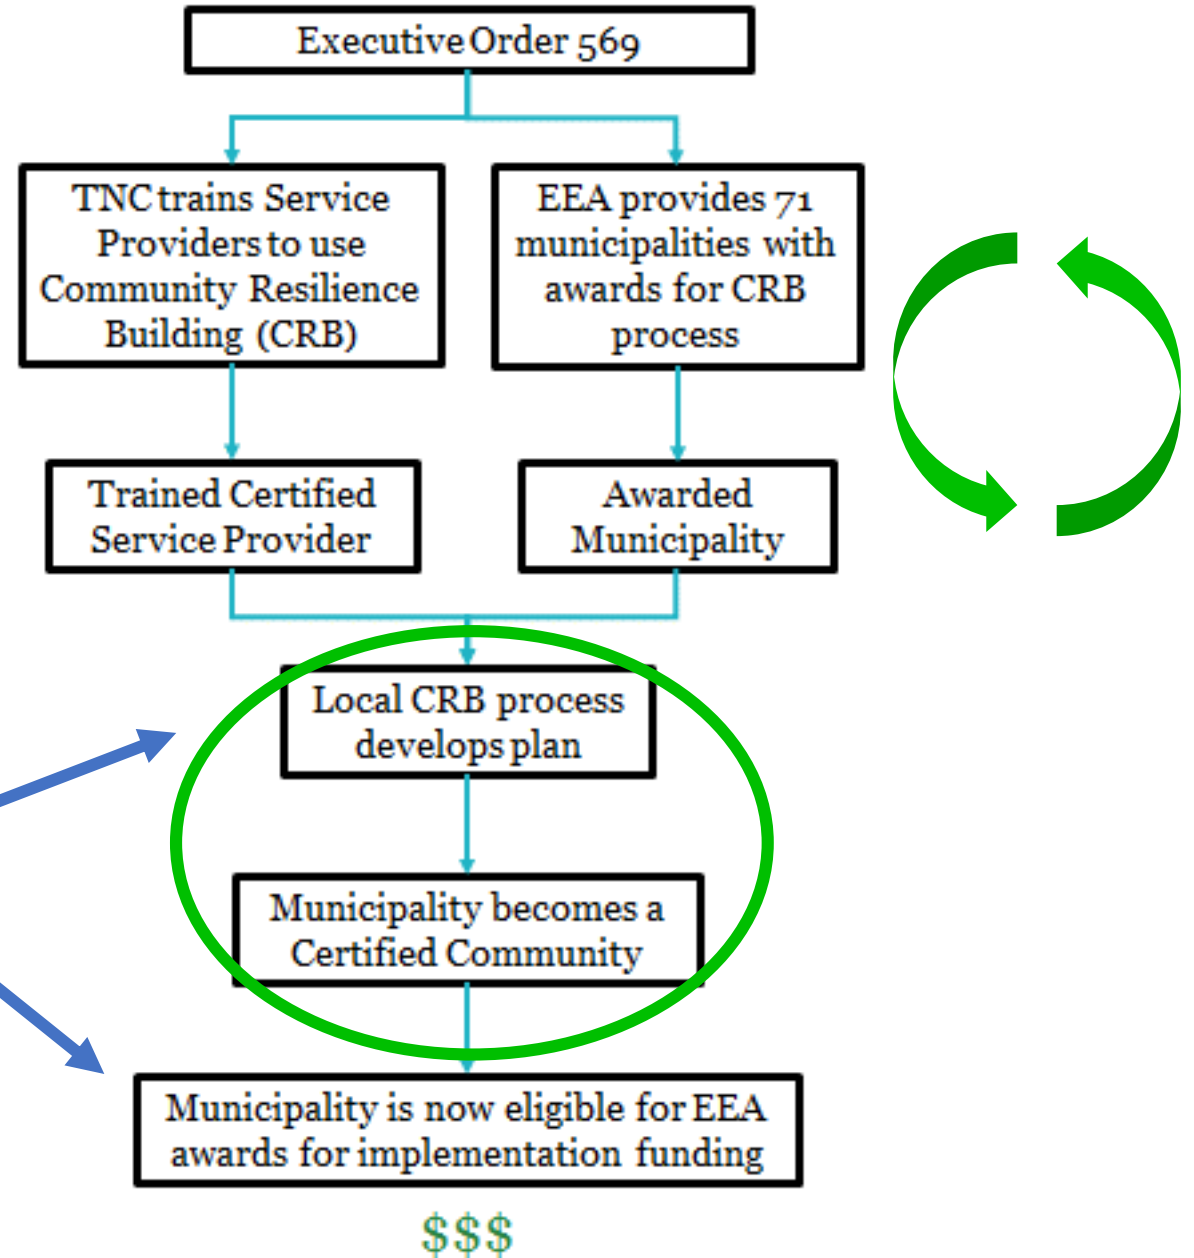 Executive Order 569
TNC trains Service
Providers to use
Community Resilience
Building (CRB)
EEA provides 71
municipalities with
awards for CRB
process
Trained Certified
Service Provider
Awarded
Municipality
Local CRB process
develops plan
Municipality becomes a
Certified Community
Municipality is now eligible for EEA
awards for implementation funding
$$$